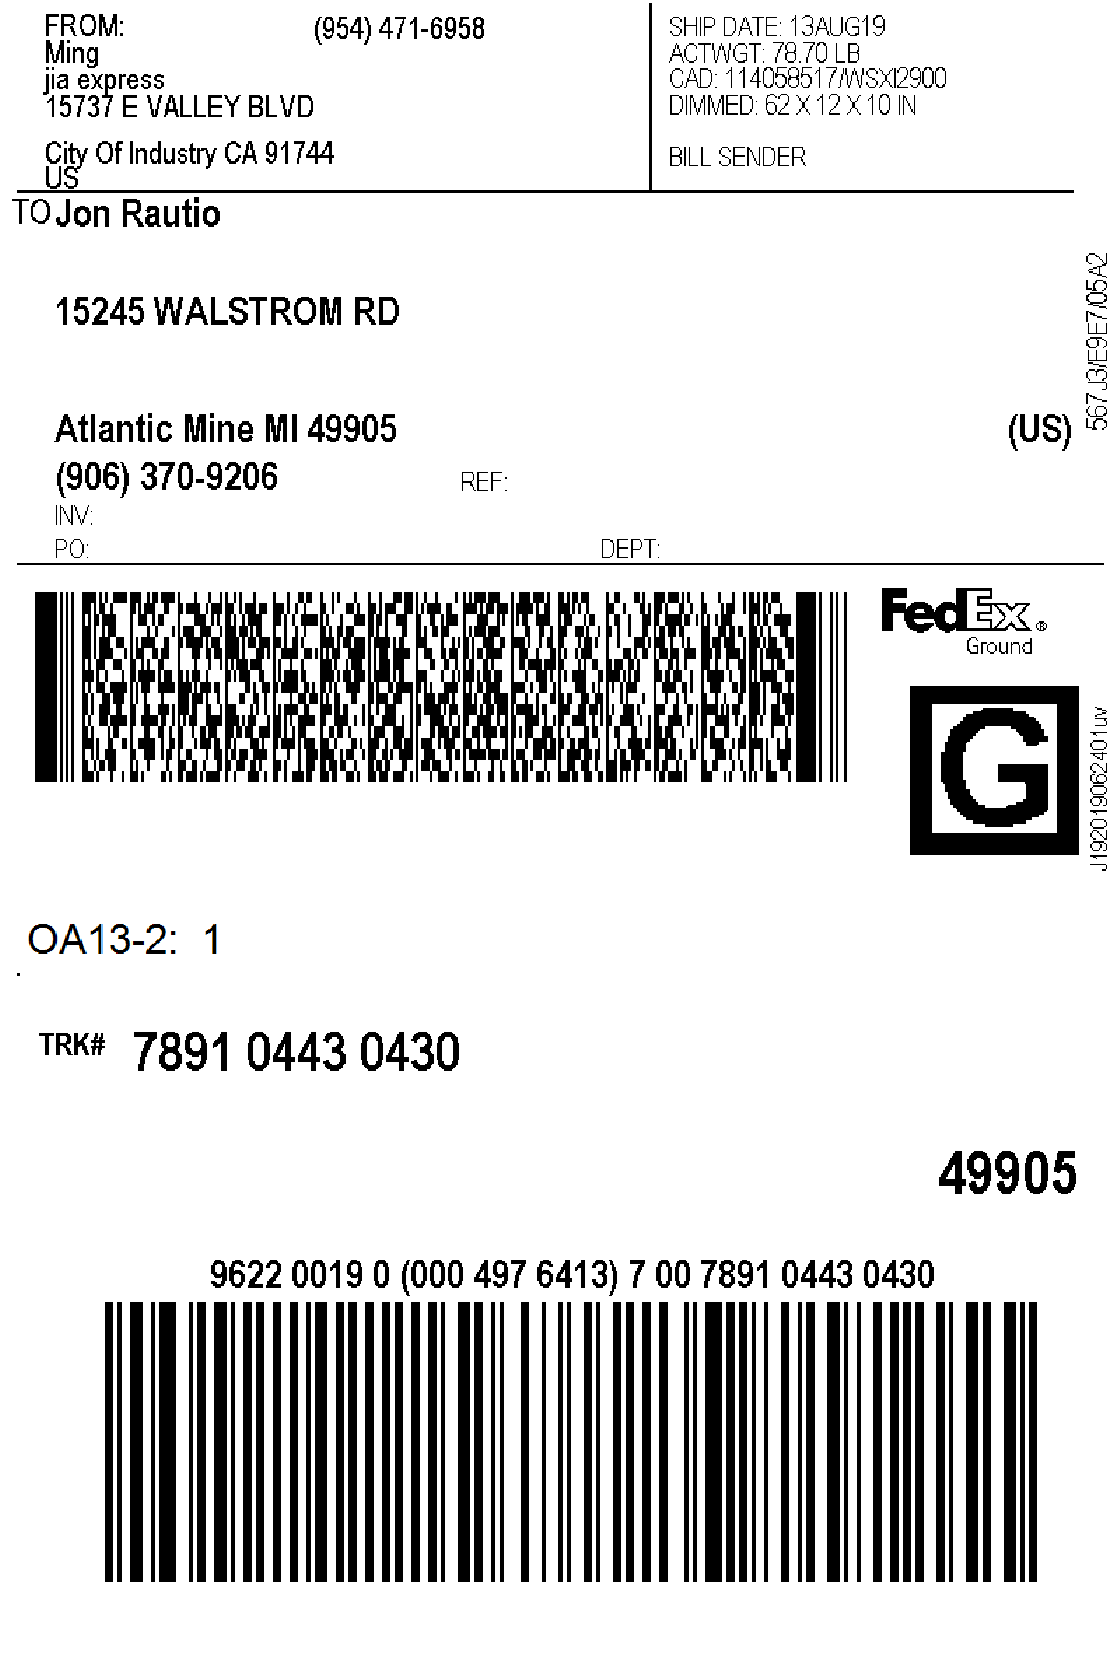 FROM: (954) 471-6958
Ming
jia express
15737 E VALLEY BLVD
City Of Industry CA 91744
US
SHIP DATE: 13AUG19
ACTWGT: 78.70 LB
CAD: 114058517/WSXI2900
DIMMED: 62 X 12 X 10 IN
BILL SENDER
TO Jon Rautio
15245 WALSTROM RD
Atlantic Mine MI 49905 (US)
(906) 370-9206 REF:
INV:
PO: DEPT:
567J3/E9E7/05A2
FedEx®
Ground
G
J192019062401uv
OA13-2: 1
.
TRK# 7891 0443 0430
49905
9622 0019 0 (000 497 6413) 7 00 7891 0443 0430